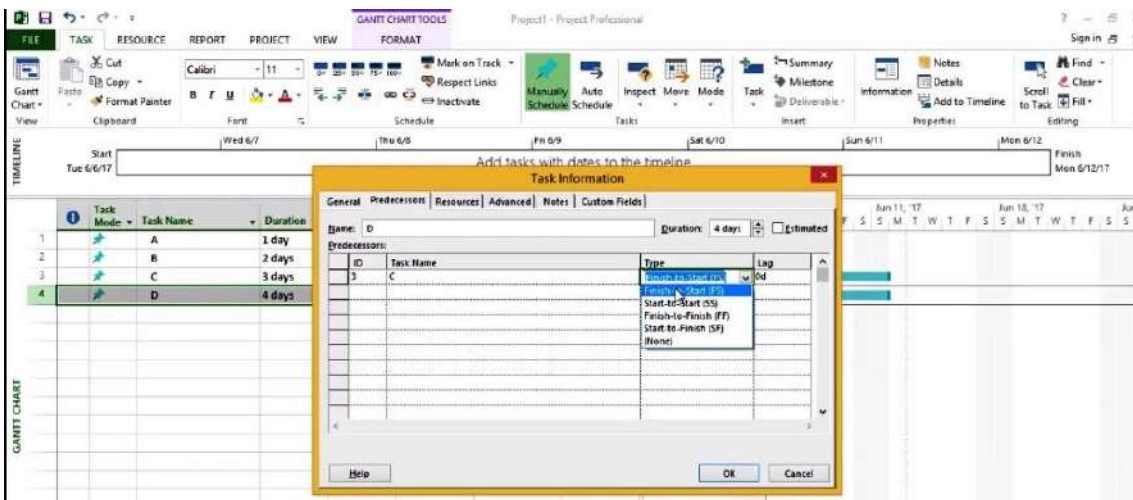 GANTT CHART TOOLS
Project1 - Project Professional
? Sign in
FILE TASK RESOURCE REPORT PROJECT VIEW FORMAT
Cut
Copy
Format Painter
Paste
Gantt Chart
View
Clipboard
Calibri 11
B I U
Font
Mark on Track
Respect Links
Inactivate
Schedule
Manually Schedule
Auto Schedule
Inspect Move Mode
Tasks
Task
Summary
Milestone
Deliverable
Insert
Information
Notes
Details
Add to Timeline
Properties
Scroll to Task
Find
Clear
Fill
Editing
TIMELINE
Wed 6/7 Thu 6/8 Fri 6/9 Sat 6/10 Sun 6/11 Mon 6/12
Start
Tue 6/6/17
Add tasks with dates to the timeline
Finish
Mon 6/12/17
GANTT CHART
Task Mode Task Name Duration
1 A 1 day
2 B 2 days
3 C 3 days
4 D 4 days
Jun 11, '17 Jun 18, '17
F S S M T W T F S S M T W T F S S
Task Information
General Predecessors Resources Advanced Notes Custom Fields
Name: D Duration: 4 days Estimated
Predecessors:
ID Task Name Type Lag
3 C Finish-to-Start (FS) 0d
Finish-to-Start (FS)
Start-to-Start (SS)
Finish-to-Finish (FF)
Start-to-Finish (SF)
(None)
Help OK Cancel